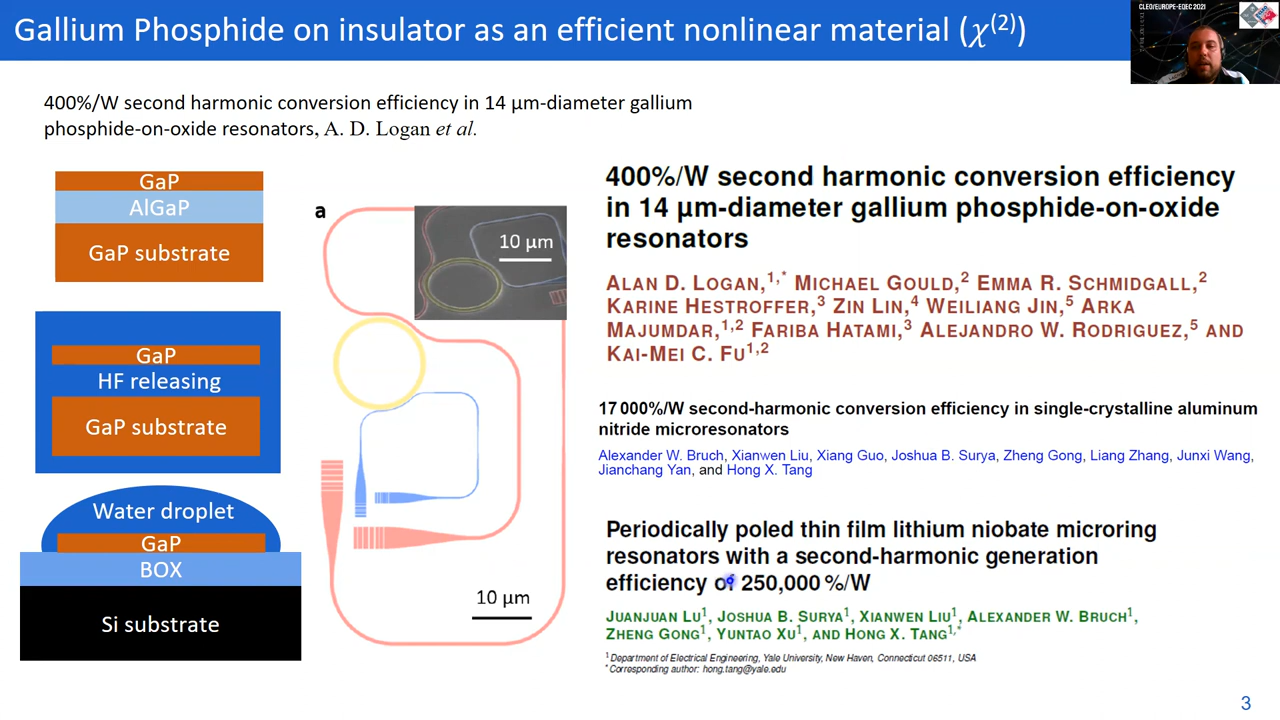 Gallium Phosphide on insulator as an efficient nonlinear material (χ⁽²⁾)
CLEO/EUROPE-EQEC 2021
400%/W second harmonic conversion efficiency in 14 µm-diameter gallium
phosphide-on-oxide resonators, A. D. Logan et al.
GaP
AlGaP
GaP substrate
GaP
HF releasing
GaP substrate
Water droplet
GaP
BOX
Si substrate
a
10 µm
10 µm
400%/W second harmonic conversion efficiency
in 14 µm-diameter gallium phosphide-on-oxide
resonators
ALAN D. LOGAN,1,* MICHAEL GOULD,2 EMMA R. SCHMIDGALL,2
KARINE HESTROFFER,3 ZIN LIN,4 WEILIANG JIN,5 ARKA
MAJUMDAR,1,2 FARIBA HATAMI,3 ALEJANDRO W. RODRIGUEZ,5 AND
KAI-MEI C. FU1,2
17 000%/W second-harmonic conversion efficiency in single-crystalline aluminum
nitride microresonators
Alexander W. Bruch, Xianwen Liu, Xiang Guo, Joshua B. Surya, Zheng Gong, Liang Zhang, Junxi Wang,
Jianchang Yan, and Hong X. Tang
Periodically poled thin film lithium niobate microring
resonators with a second-harmonic generation
efficiency of 250,000 %/W
JUANJUAN LU1, JOSHUA B. SURYA1, XIANWEN LIU1, ALEXANDER W. BRUCH1,
ZHENG GONG1, YUNTAO XU1, AND HONG X. TANG1,*
1Department of Electrical Engineering, Yale University, New Haven, Connecticut 06511, USA
*Corresponding author: hong.tang@yale.edu
3